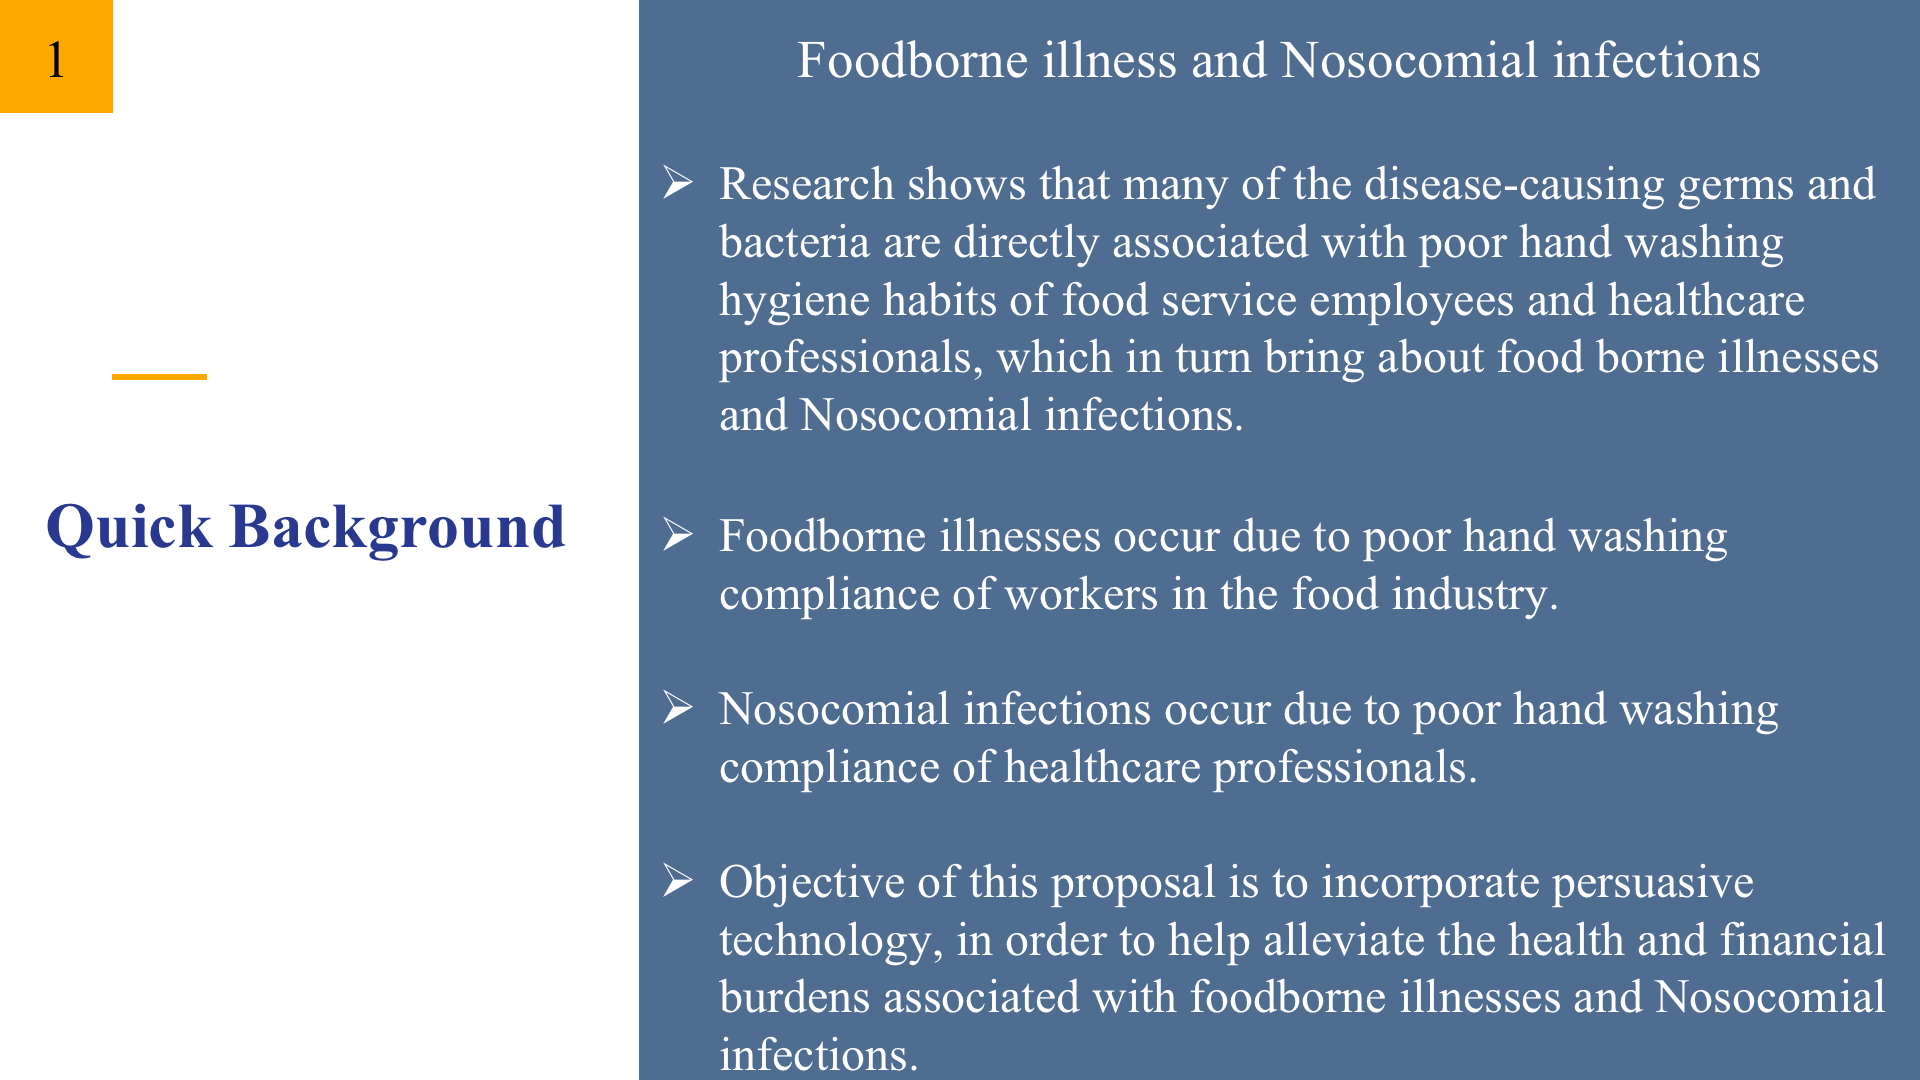 1
Quick Background
Foodborne illness and Nosocomial infections
➢ Research shows that many of the disease-causing germs and
bacteria are directly associated with poor hand washing
hygiene habits of food service employees and healthcare
professionals, which in turn bring about food borne illnesses
and Nosocomial infections.
➢ Foodborne illnesses occur due to poor hand washing
compliance of workers in the food industry.
➢ Nosocomial infections occur due to poor hand washing
compliance of healthcare professionals.
➢ Objective of this proposal is to incorporate persuasive
technology, in order to help alleviate the health and financial
burdens associated with foodborne illnesses and Nosocomial
infections.